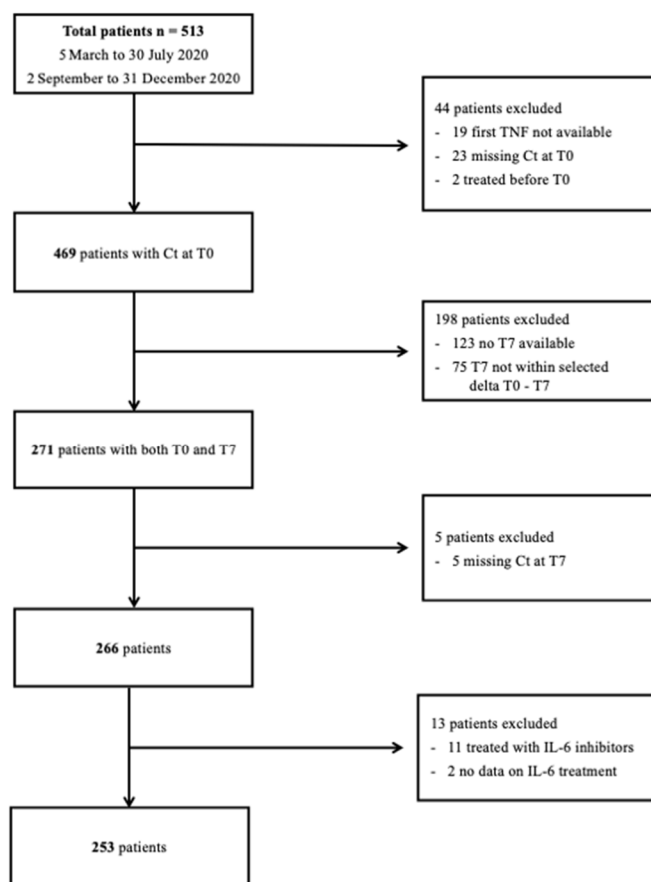 Total patients n = 513
5 March to 30 July 2020
2 September to 31 December 2020
44 patients excluded
- 19 first TNF not available
- 23 missing Ct at T0
- 2 treated before T0
469 patients with Ct at T0
198 patients excluded
- 123 no T7 available
- 75 T7 not within selected
delta T0 - T7
271 patients with both T0 and T7
5 patients excluded
- 5 missing Ct at T7
266 patients
13 patients excluded
- 11 treated with IL-6 inhibitors
- 2 no data on IL-6 treatment
253 patients